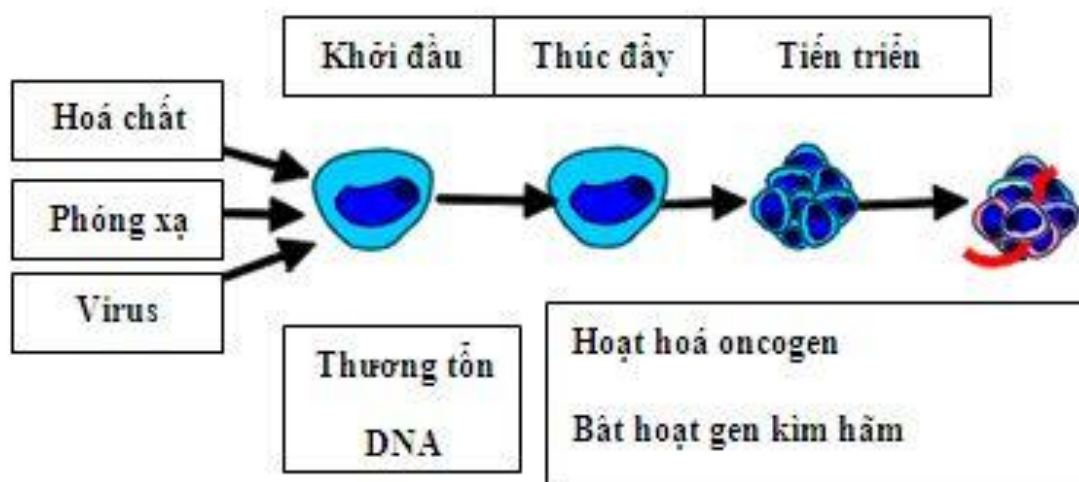 Khởi đầu
Thúc đẩy
Tiến triển
Hoá chất
Phóng xạ
Virus
Thương tổn
DNA
Hoạt hoá oncogen
Bất hoạt gen kìm hãm